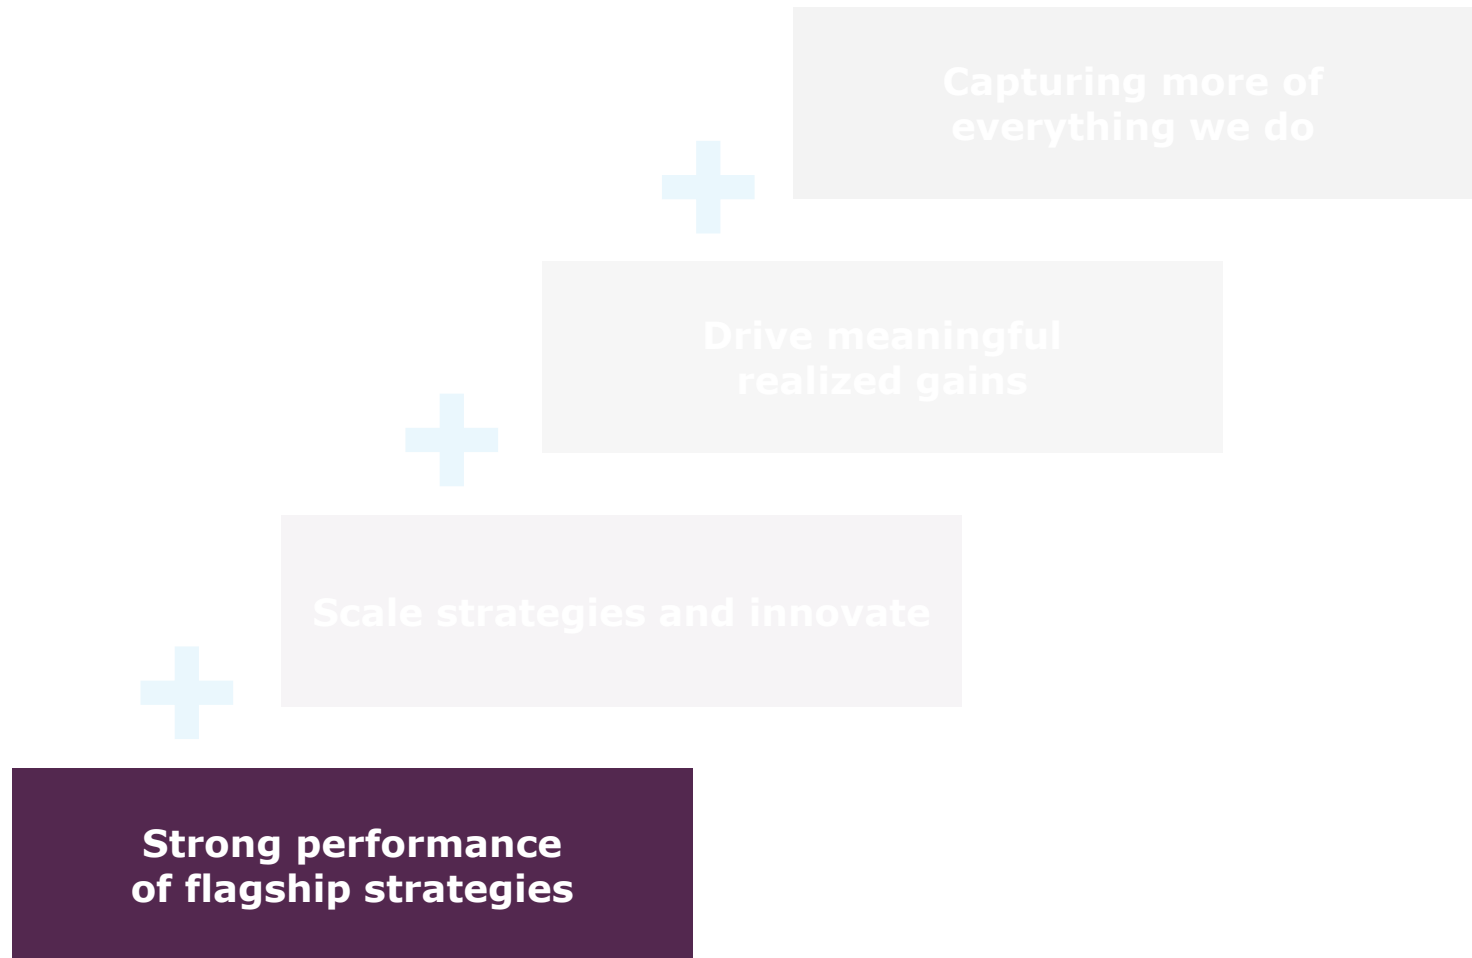 Capturing more of
everything we do
Drive meaningful
realized gains
Scale strategies and innovate
Strong performance
of flagship strategies